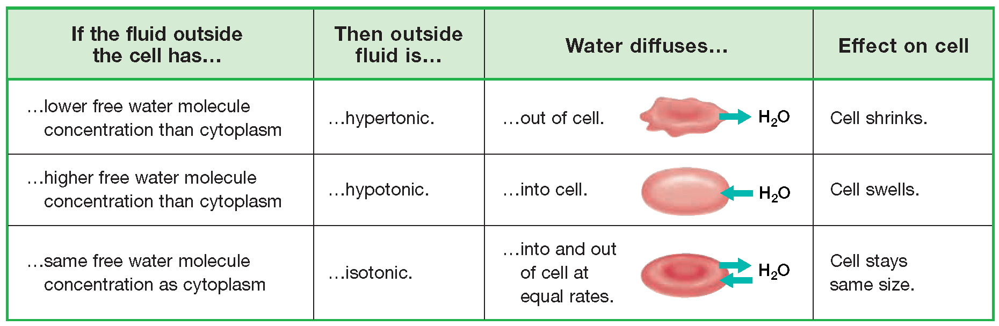 If the fluid outside
the cell has...
Then outside
fluid is...
Water diffuses...
Effect on cell
...lower free water molecule
concentration than cytoplasm
...hypertonic.
...out of cell.
H₂O
Cell shrinks.
...higher free water molecule
concentration than cytoplasm
...hypotonic.
...into cell.
H₂O
Cell swells.
...same free water molecule
concentration as cytoplasm
...isotonic.
...into and out
of cell at
equal rates.
H₂O
Cell stays
same size.